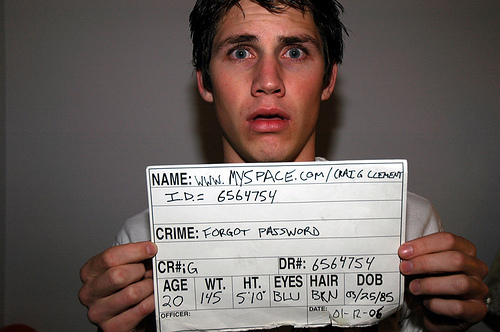 NAME: WWW.MYSPACE.COM/CRAIG CLEMENT
I.D.= 6564754
CRIME: FORGOT PASSWORD
CR#:G DR#: 6564754
AGE WT. HT. EYES HAIR DOB
20 145 5'10" BLU BRN 03/25/85
OFFICER: DATE: 01-12-06